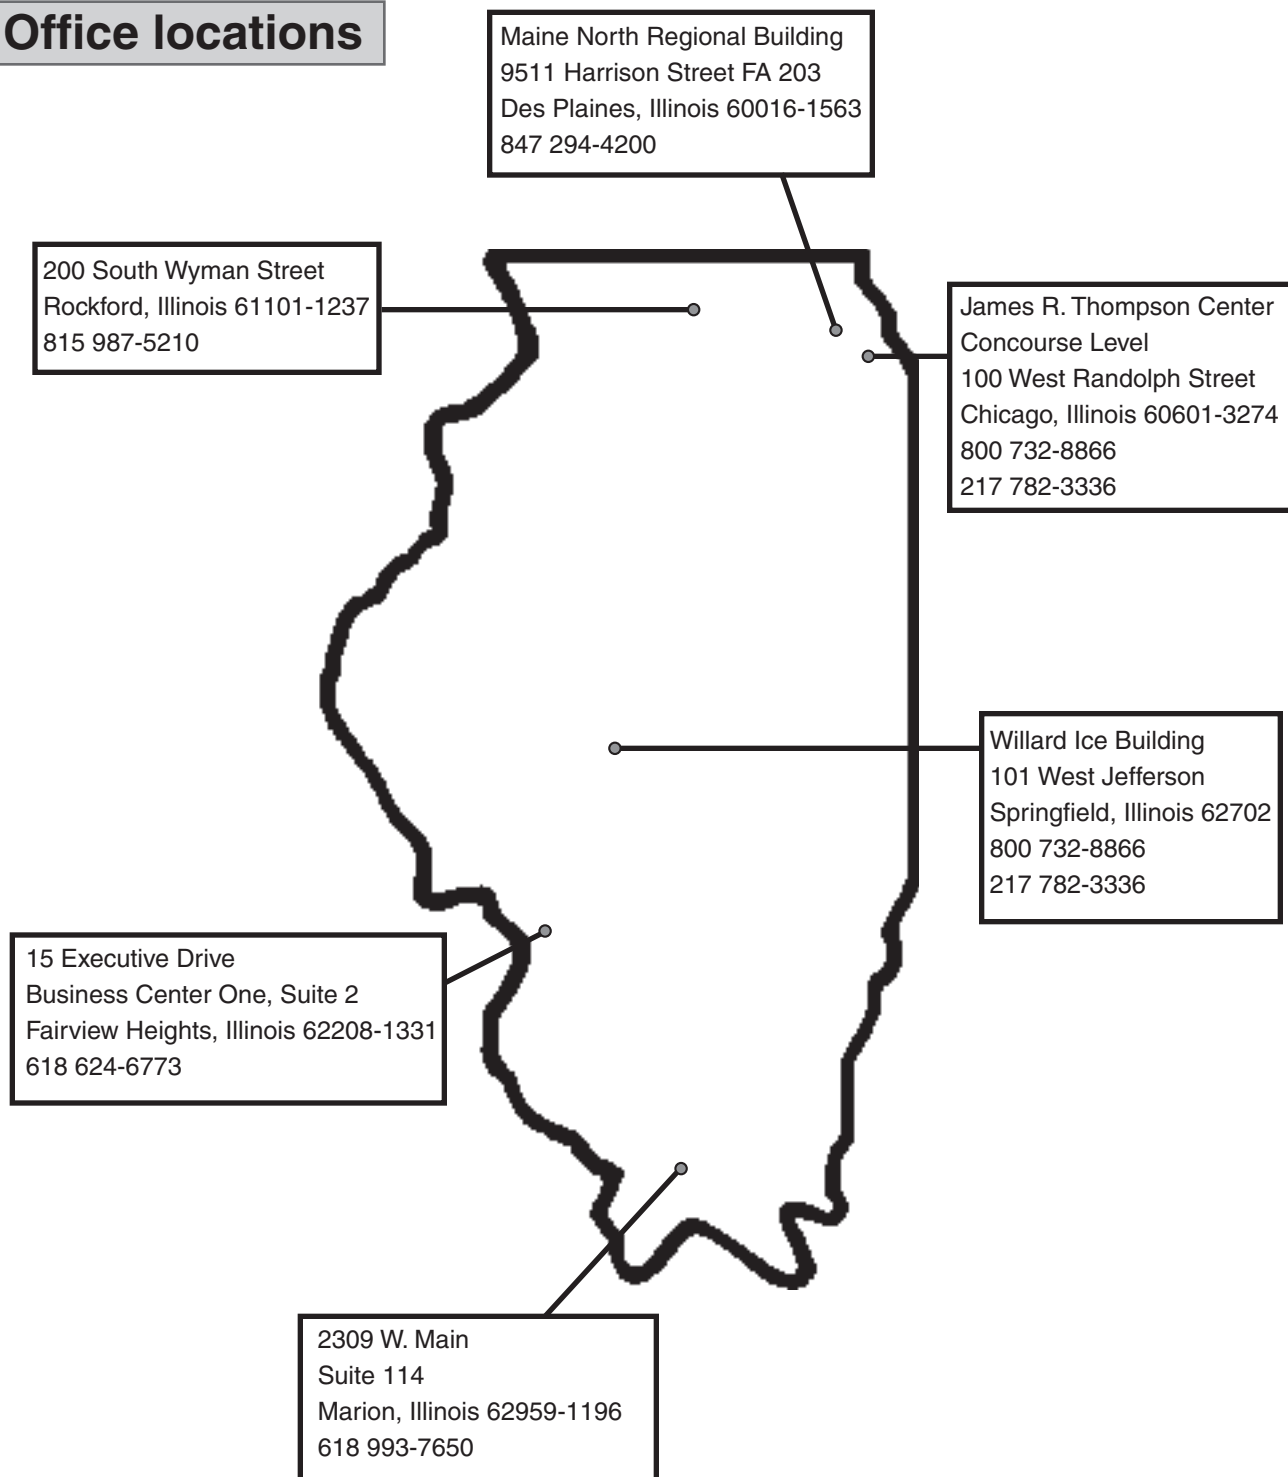 Office locations
Maine North Regional Building
9511 Harrison Street FA 203
Des Plaines, Illinois 60016-1563
847 294-4200
200 South Wyman Street
Rockford, Illinois 61101-1237
815 987-5210
James R. Thompson Center
Concourse Level
100 West Randolph Street
Chicago, Illinois 60601-3274
800 732-8866
217 782-3336
Willard Ice Building
101 West Jefferson
Springfield, Illinois 62702
800 732-8866
217 782-3336
15 Executive Drive
Business Center One, Suite 2
Fairview Heights, Illinois 62208-1331
618 624-6773
2309 W. Main
Suite 114
Marion, Illinois 62959-1196
618 993-7650